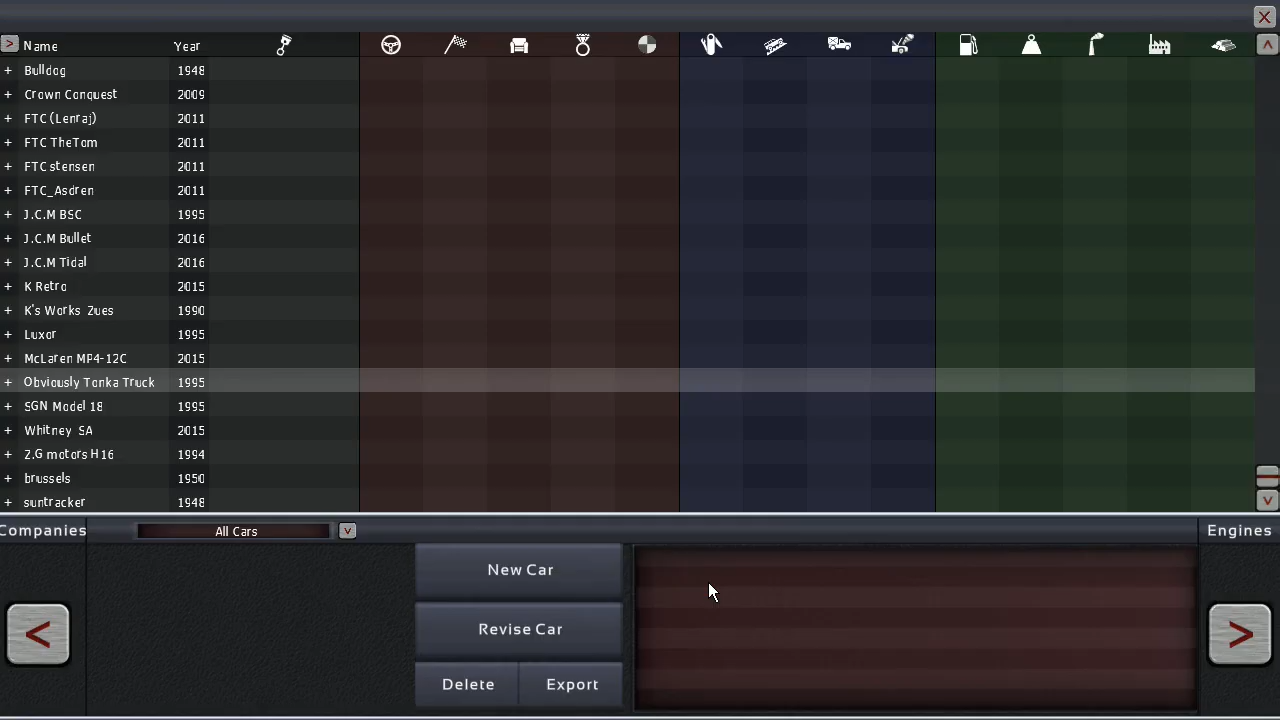 Name Year
+ Bulldog 1948
+ Crown Conquest 2009
+ FTC (Lenraj) 2011
+ FTC TheTom 2011
+ FTC stensen 2011
+ FTC_Asdren 2011
+ J.C.M BSC 1995
+ J.C.M Bullet 2016
+ J.C.M Tidal 2016
+ K Retro 2015
+ K's Works Zues 1990
+ Luxor 1995
+ McLaren MP4-12C 2015
+ Obviously Tonka Truck 1995
+ SGN Model 18 1995
+ Whitney SA 2015
+ 2.G motors H16 1994
+ brussels 1950
+ suntracker 1948
Companies All Cars Engines
New Car
Revise Car
Delete Export